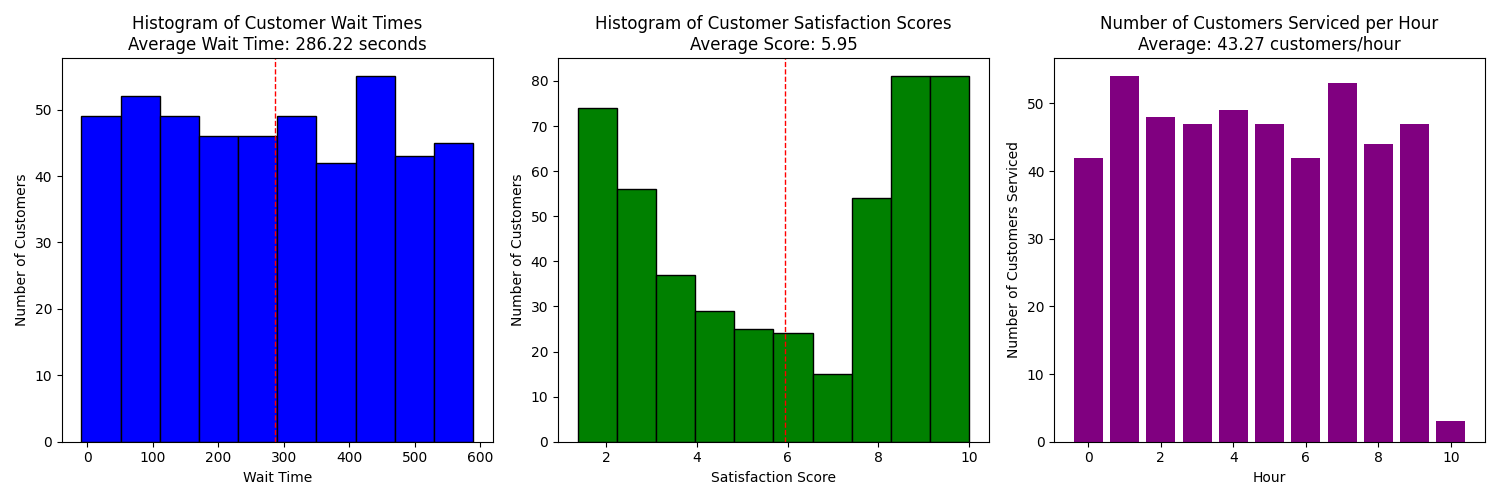 Histogram of Customer Wait Times
Average Wait Time: 286.22 seconds
Number of Customers
50
40
30
20
10
0
0 100 200 300 400 500 600
Wait Time
Histogram of Customer Satisfaction Scores
Average Score: 5.95
Number of Customers
80
70
60
50
40
30
20
10
0
2 4 6 8 10
Satisfaction Score
Number of Customers Serviced per Hour
Average: 43.27 customers/hour
Number of Customers Serviced
50
40
30
20
10
0
0 2 4 6 8 10
Hour